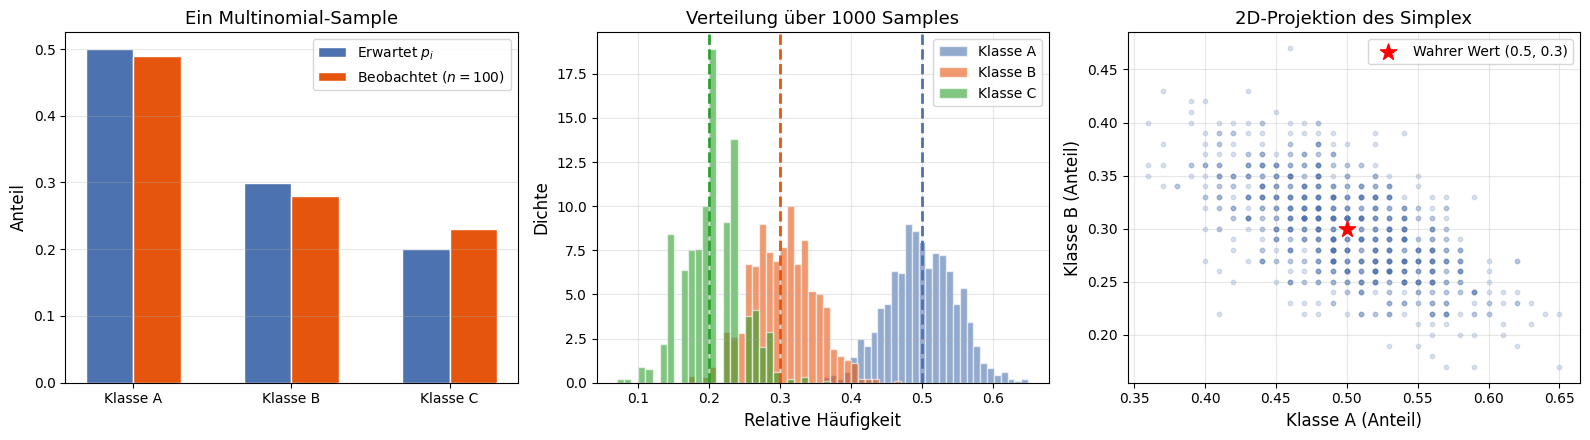 Ein Multinomial-Sample
Erwartet p_i
Beobachtet (n = 100)
Anteil
0.5
0.4
0.3
0.2
0.1
0.0
Klasse A
Klasse B
Klasse C
Verteilung über 1000 Samples
Klasse A
Klasse B
Klasse C
Dichte
17.5
15.0
12.5
10.0
7.5
5.0
2.5
0.0
0.1
0.2
0.3
0.4
0.5
0.6
Relative Häufigkeit
2D-Projektion des Simplex
Wahrer Wert (0.5, 0.3)
Klasse B (Anteil)
0.45
0.40
0.35
0.30
0.25
0.20
0.35
0.40
0.45
0.50
0.55
0.60
0.65
Klasse A (Anteil)